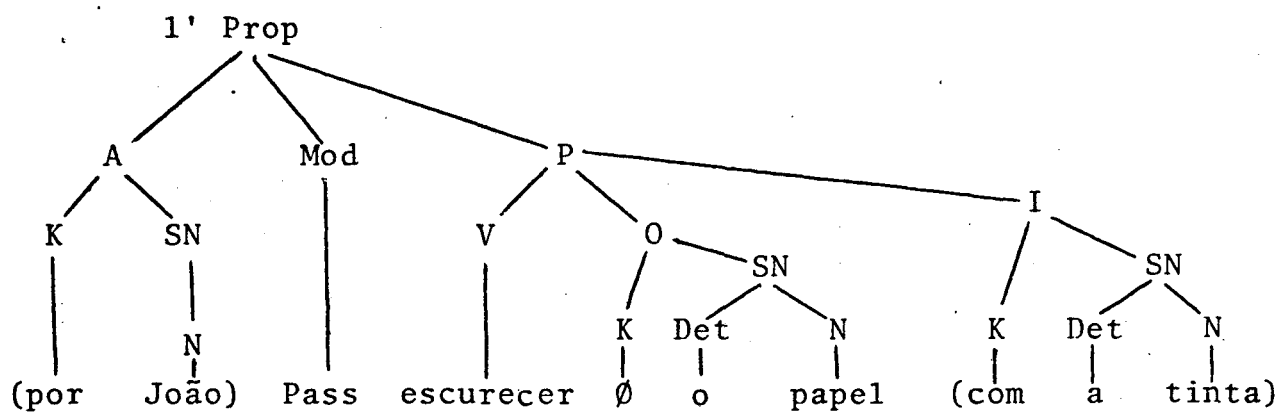 1' Prop
A Mod P
I
K SN V O
SN SN
K Det N K Det N
N
(por João) Pass escurecer Ø o papel (com a tinta)